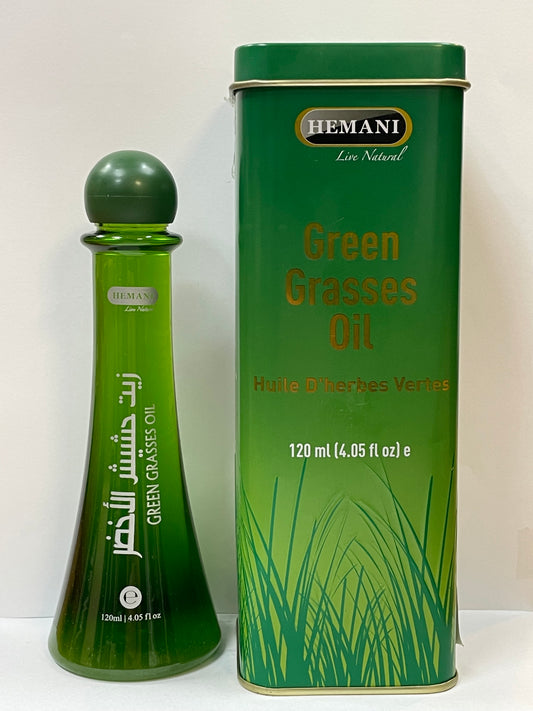 HEMANI
Live Natural
زيت حشيش الأخضر
GREEN GRASSES OIL
e
120ml | 4.05 fl oz
HEMANI
Live Natural
Green
Grasses
Oil
Huile D'herbes Vertes
120 ml (4.05 fl oz) e